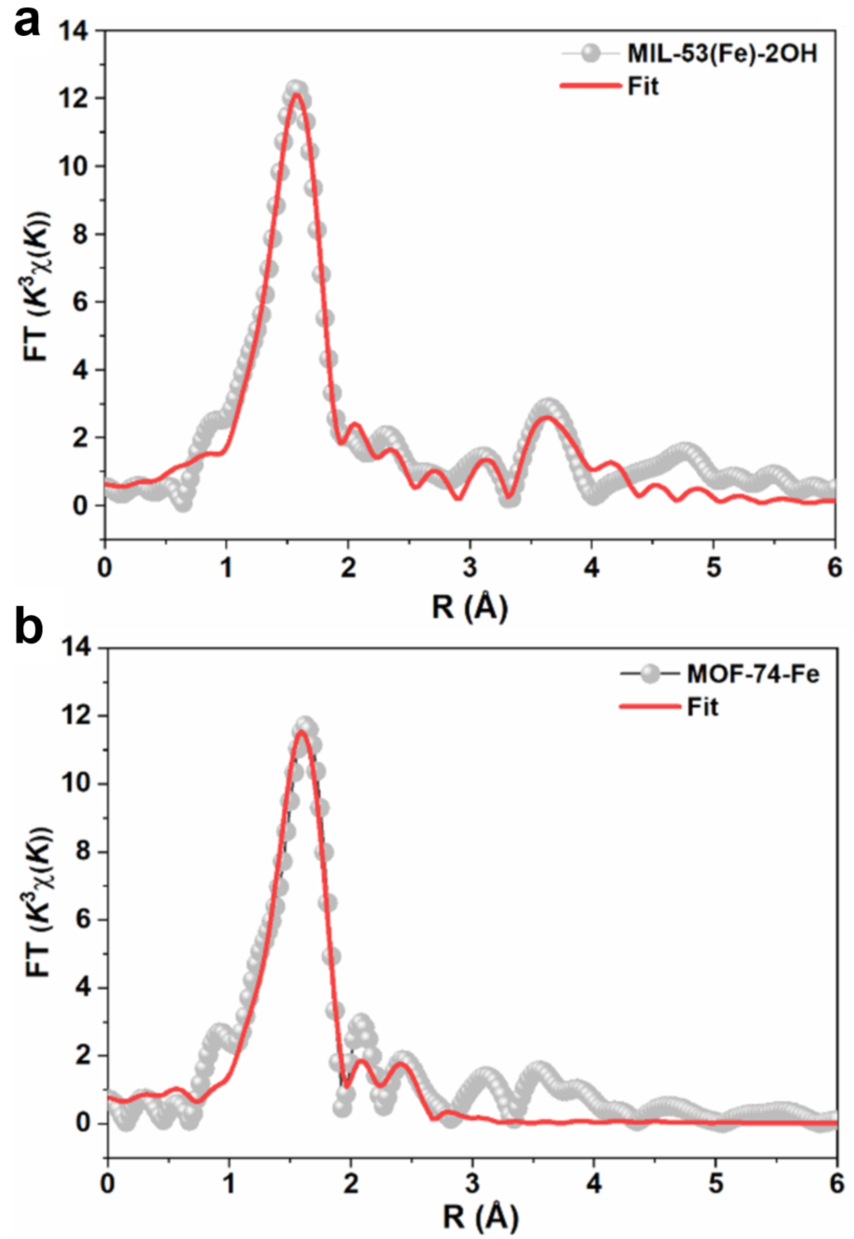 a
14
12
10
8
6
4
2
0
FT (K³χ(K))
MIL-53(Fe)-2OH
Fit
0 1 2 3 4 5 6
R (Å)
b
14
12
10
8
6
4
2
0
FT (K³χ(K))
MOF-74-Fe
Fit
0 1 2 3 4 5 6
R (Å)